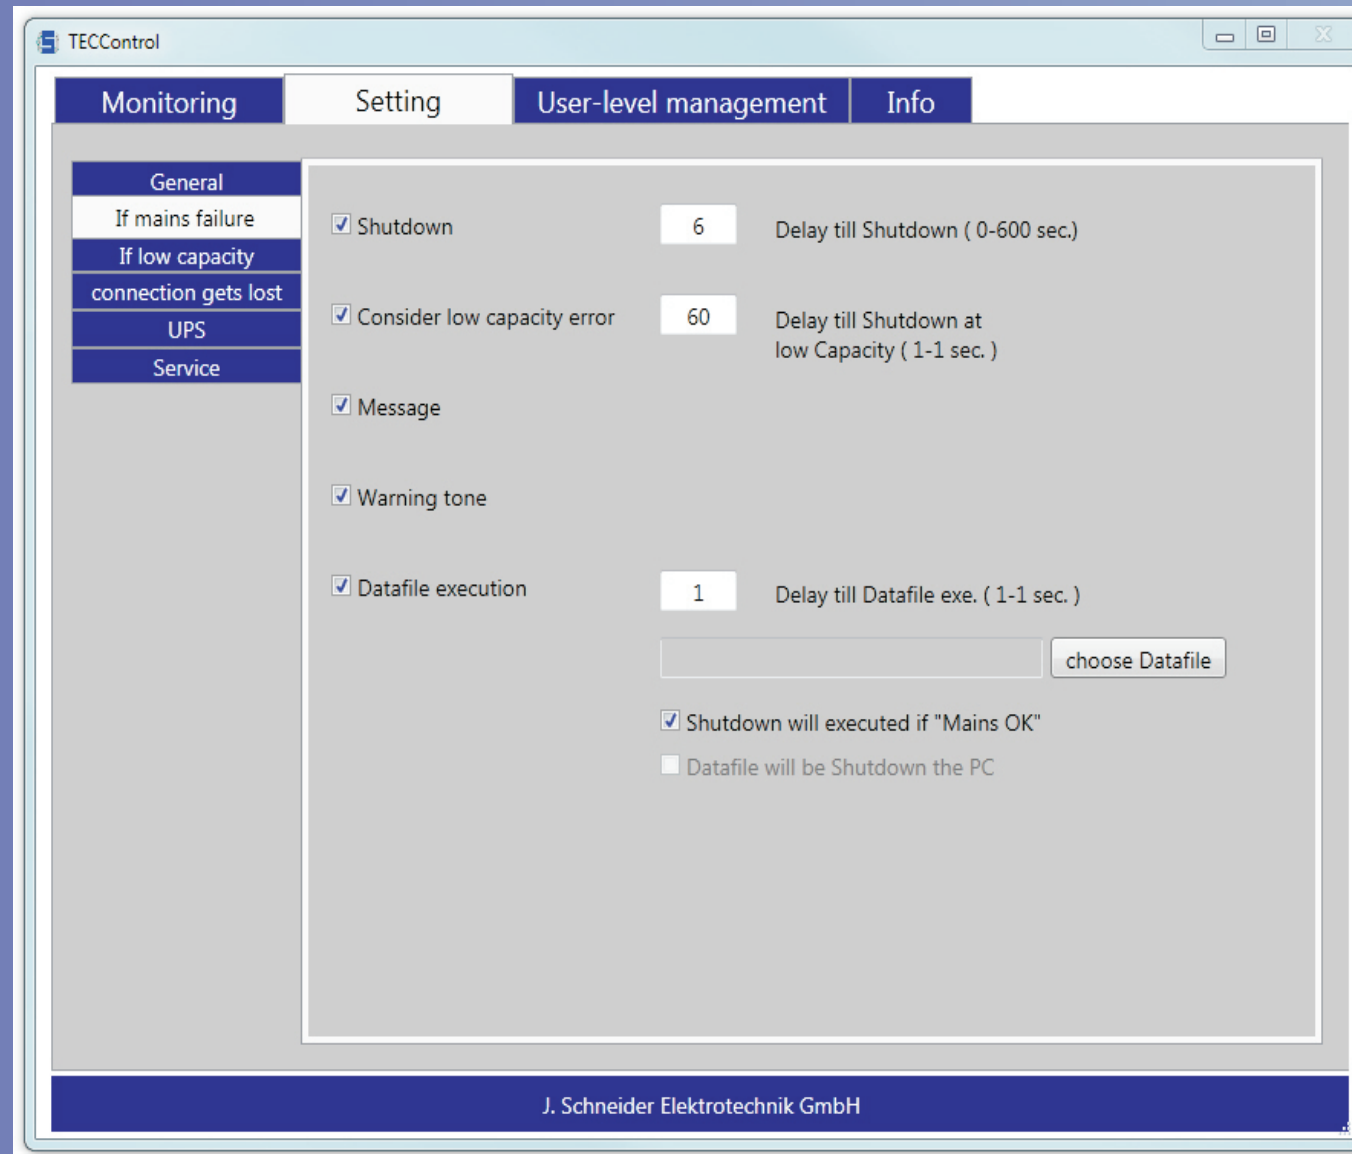 TECControl
Monitoring Setting User-level management Info
General
If mains failure
If low capacity
connection gets lost
UPS
Service
Shutdown 6 Delay till Shutdown ( 0-600 sec.)
Consider low capacity error 60 Delay till Shutdown at
low Capacity ( 1-1 sec. )
Message
Warning tone
Datafile execution 1 Delay till Datafile exe. ( 1-1 sec. )
choose Datafile
Shutdown will executed if "Mains OK"
Datafile will be Shutdown the PC
J. Schneider Elektrotechnik GmbH